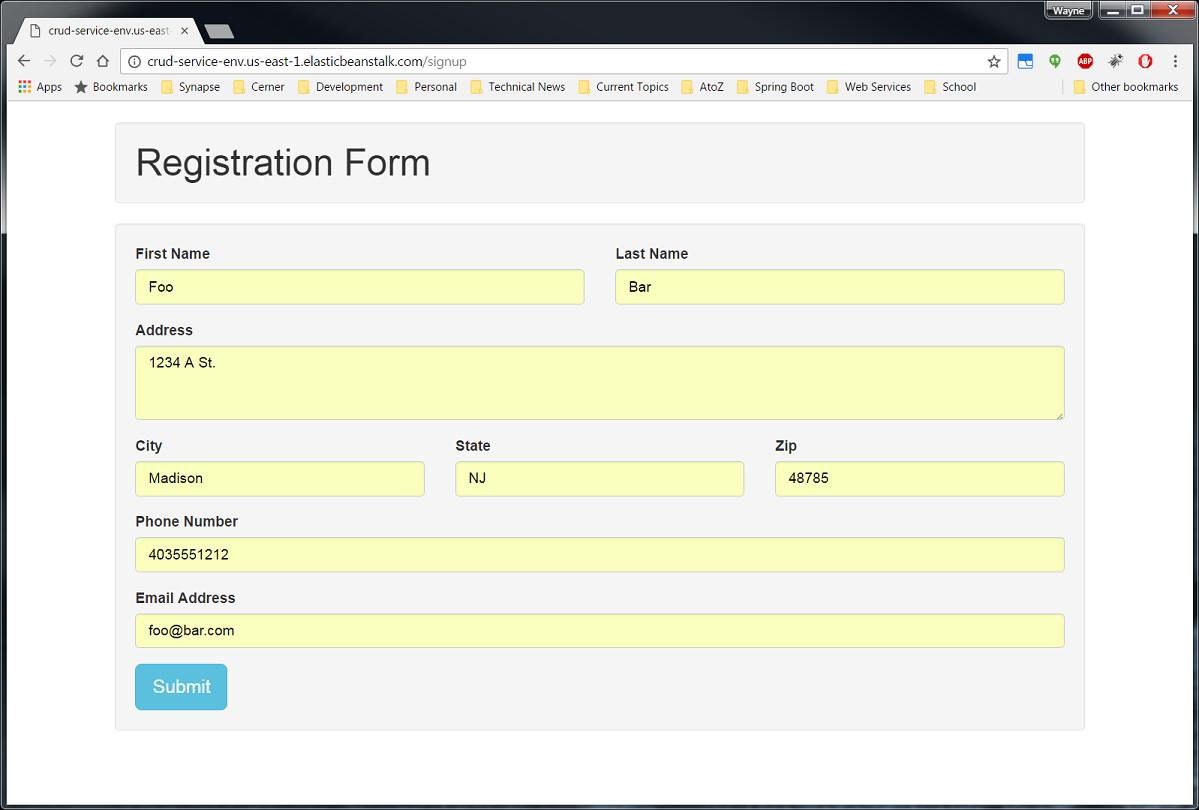 Wayne
crud-service-env.us-east-
crud-service-env.us-east-1.elasticbeanstalk.com/signup
ABP
Apps Bookmarks Synapse Cerner Development Personal Technical News Current Topics AtoZ Spring Boot Web Services School Other bookmarks
Registration Form
First Name Last Name
Foo Bar
Address
1234 A St.
City State Zip
Madison NJ 48785
Phone Number
4035551212
Email Address
foo@bar.com
Submit